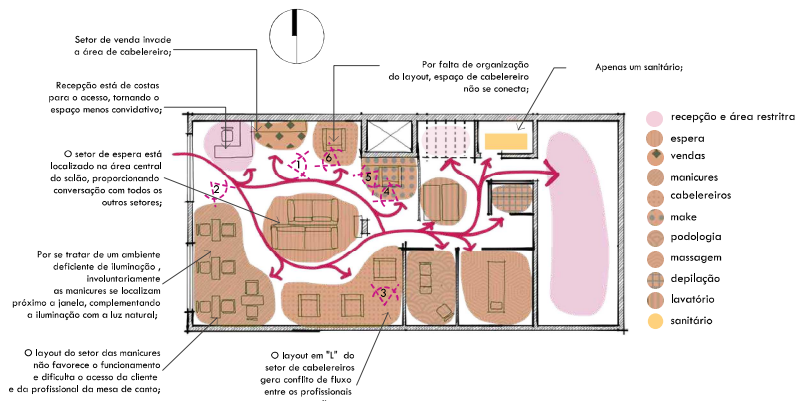 Setor de venda invade
a área de cabelereiro;
Recepção está de costas
para o acesso, tornando o
espaço menos convidativo;
O setor de espera está
localizado na área central
do salão, proporcionando
conversação com todos os
outros setores;
Por se tratar de um ambiente
deficiente de iluminação ,
involuntariamente
as manicures se localizam
próximo a janela, complementando
a iluminação com a luz natural;
O layout do setor das manicures
não favorece o funcionamento
e dificulta o acesso da cliente
e da profissional da mesa de canto;
O layout em "L" do
setor de cabelereiros
gera conflito de fluxo
entre os profissionais
Por falta de organização
do layout, espaço de cabelereiro
não se conecta;
Apenas um sanitário;
1
2
3
4
5
6
recepção e área restritra
espera
vendas
manicures
cabelereiros
make
podologia
massagem
depilação
lavatório
sanitário